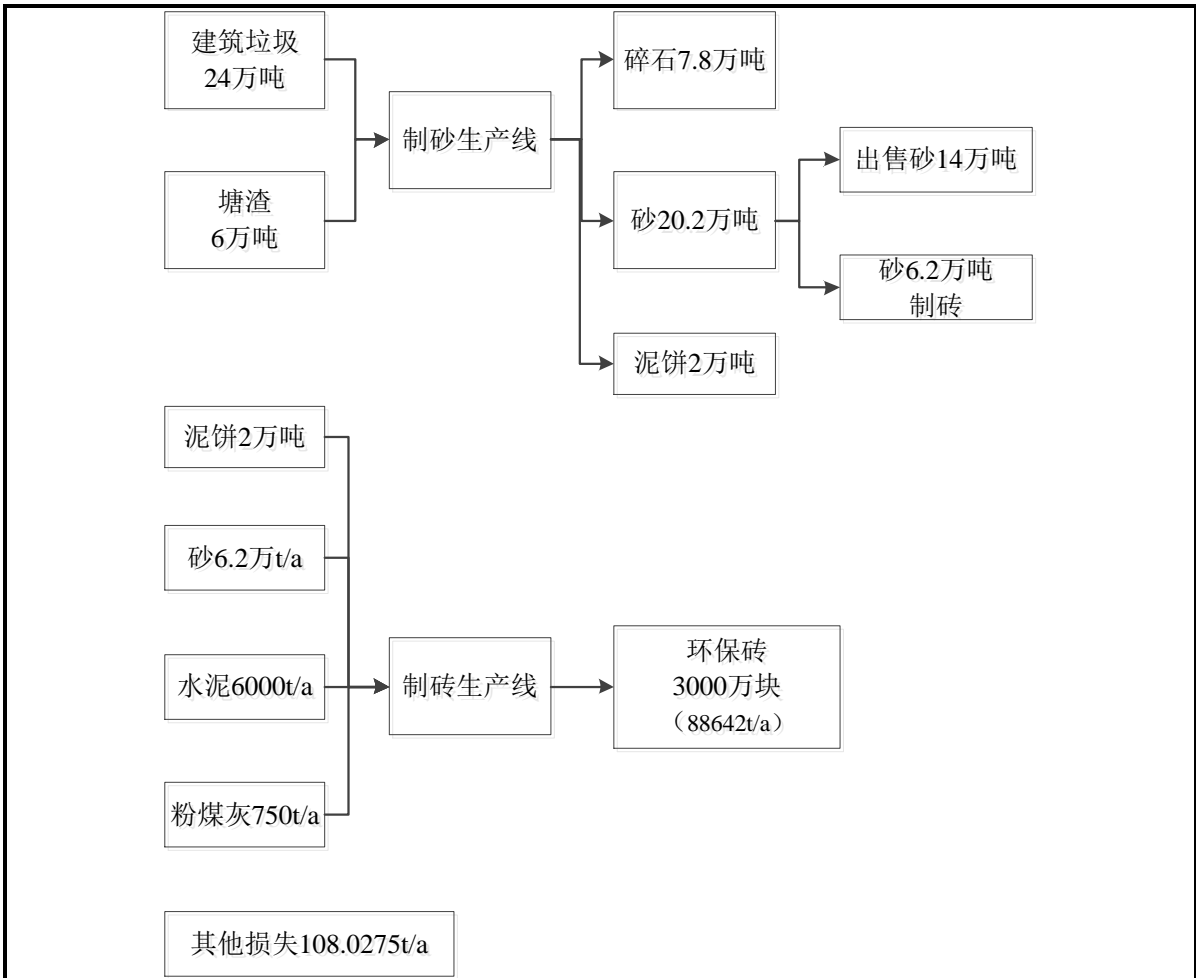 建筑垃圾
24万吨
塘渣
6万吨
制砂生产线
碎石7.8万吨
砂20.2万吨
泥饼2万吨
出售砂14万吨
砂6.2万吨
制砖
泥饼2万吨
砂6.2万t/a
水泥6000t/a
粉煤灰750t/a
制砖生产线
环保砖
3000万块
（88642t/a）
其他损失108.0275t/a